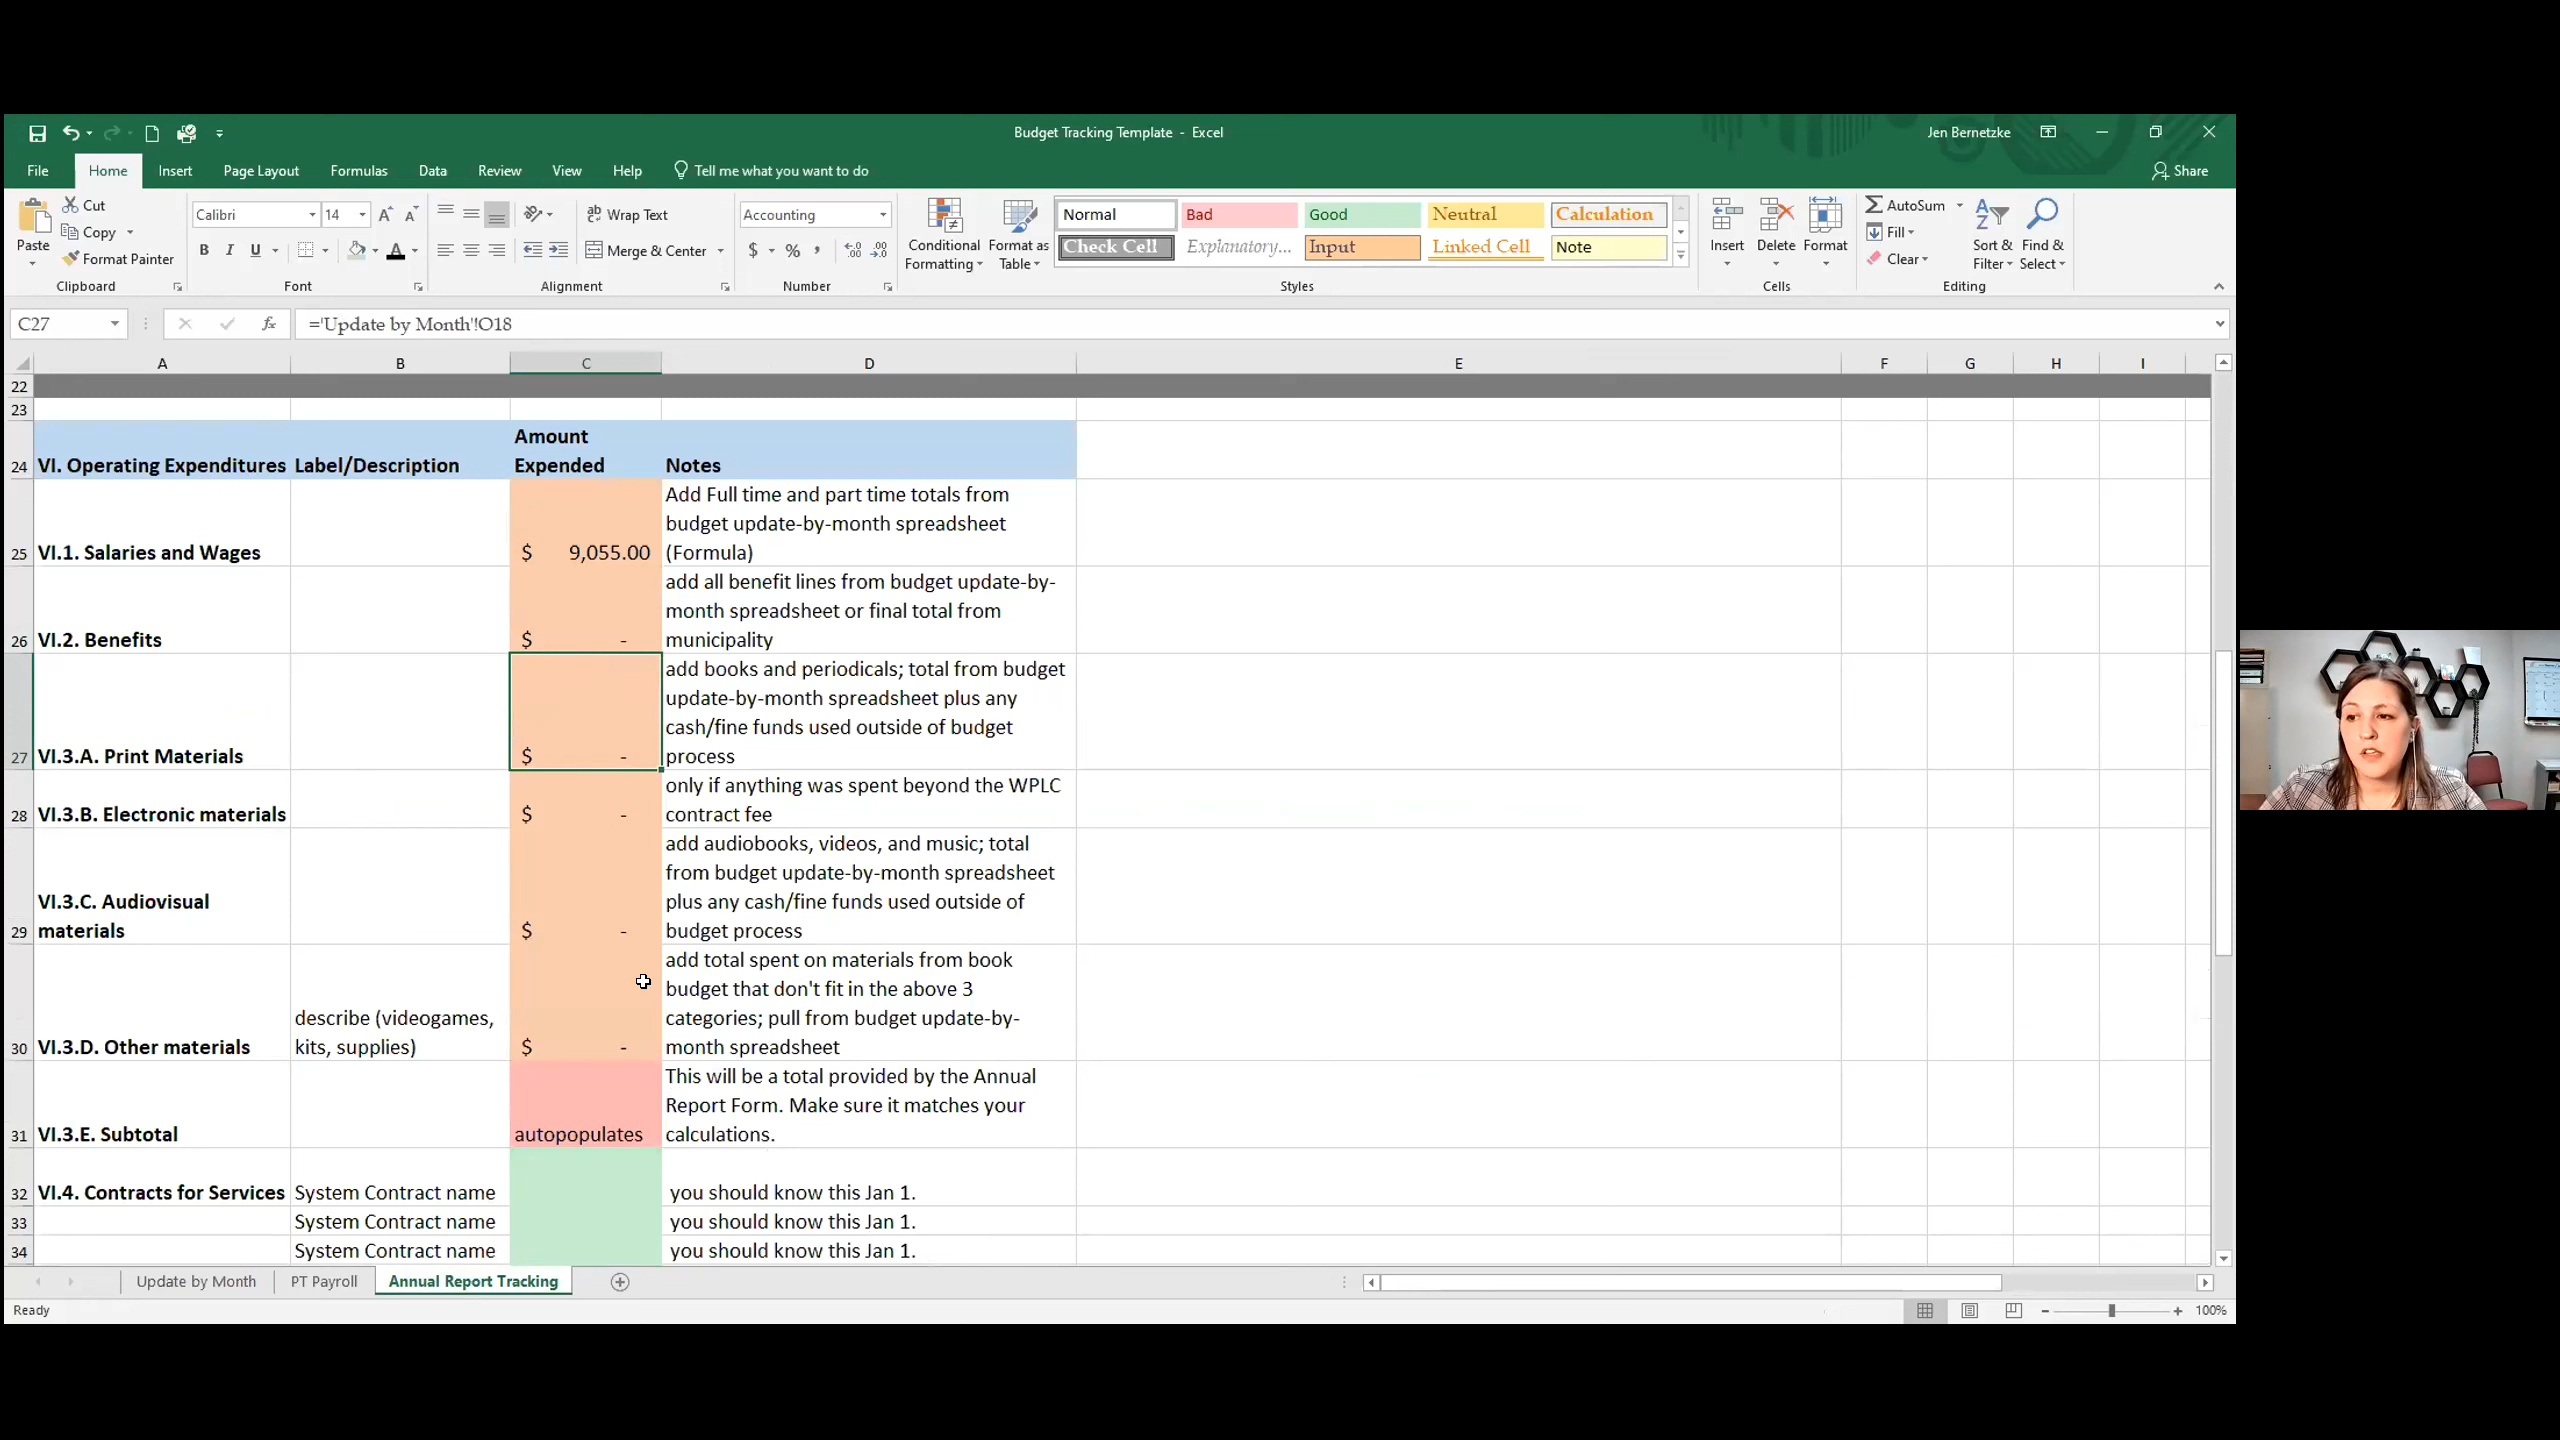 Budget Tracking Template - Excel
Jen Bernetzke
File Home Insert Page Layout Formulas Data Review View Help Tell me what you want to do
Share
Paste
Cut
Copy
Format Painter
Clipboard
Calibri 14
B I U
Font
Wrap Text
Merge & Center
Alignment
Accounting
$ % ,
Number
Conditional Formatting
Format as Table
Normal Bad Good Neutral Calculation
Check Cell Explanatory... Input Linked Cell Note
Styles
Insert Delete Format
Cells
AutoSum
Fill
Clear
Sort & Filter
Find & Select
Editing
C27
fx
='Update by Month'!O18
A B C D E F G H I
22
23
24 VI. Operating Expenditures Label/Description Amount Expended Notes
25 VI.1. Salaries and Wages $ 9,055.00
Add Full time and part time totals from
budget update-by-month spreadsheet
(Formula)
26 VI.2. Benefits $ -
add all benefit lines from budget update-by-
month spreadsheet or final total from
municipality
27 VI.3.A. Print Materials $ -
add books and periodicals; total from budget
update-by-month spreadsheet plus any
cash/fine funds used outside of budget
process
28 VI.3.B. Electronic materials $ -
only if anything was spent beyond the WPLC
contract fee
29 VI.3.C. Audiovisual
materials $ -
add audiobooks, videos, and music; total
from budget update-by-month spreadsheet
plus any cash/fine funds used outside of
budget process
30 VI.3.D. Other materials
describe (videogames,
kits, supplies)
$ -
add total spent on materials from book
budget that don't fit in the above 3
categories; pull from budget update-by-
month spreadsheet
31 VI.3.E. Subtotal autopopulates
This will be a total provided by the Annual
Report Form. Make sure it matches your
calculations.
32 VI.4. Contracts for Services System Contract name you should know this Jan 1.
33 System Contract name you should know this Jan 1.
34 System Contract name you should know this Jan 1.
Update by Month PT Payroll Annual Report Tracking
Ready
100%